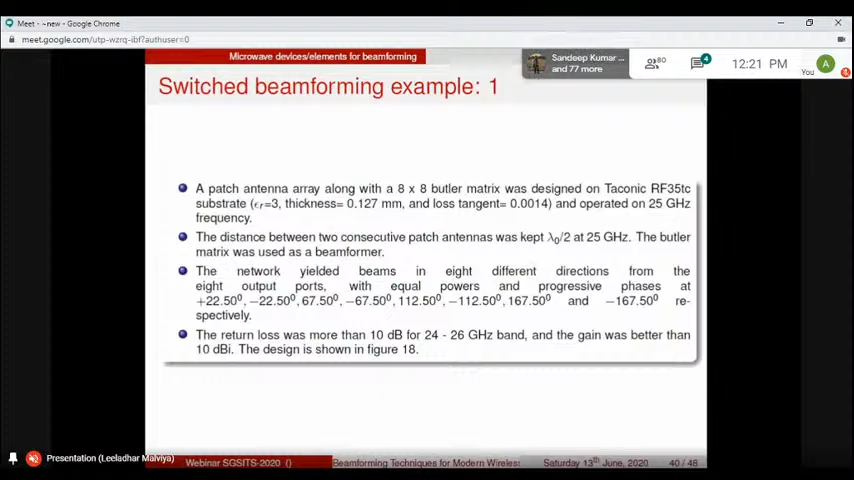 Meet - ~new - Google Chrome
meet.google.com/utp-wzrq-ibf?authuser=0
Microwave devices/elements for beamforming
Sandeep Kumar ...
and 77 more
80
4
12:21 PM
You
A
Switched beamforming example: 1
A patch antenna array along with a 8 x 8 butler matrix was designed on Taconic RF35tc
substrate (ϵr=3, thickness= 0.127 mm, and loss tangent= 0.0014) and operated on 25 GHz
frequency.
The distance between two consecutive patch antennas was kept λ0/2 at 25 GHz. The butler
matrix was used as a beamformer.
The network yielded beams in eight different directions from the
eight output ports, with equal powers and progressive phases at
+22.50⁰, −22.50⁰, 67.50⁰, −67.50⁰, 112.50⁰, −112.50⁰, 167.50⁰ and −167.50⁰ re-
spectively.
The return loss was more than 10 dB for 24 - 26 GHz band, and the gain was better than
10 dBi. The design is shown in figure 18.
Presentation (Leeladhar Malviya)
Webinar SGSITS-2020 ()
Beamforming Techniques for Modern Wireless
Saturday 13th June, 2020
40 / 48